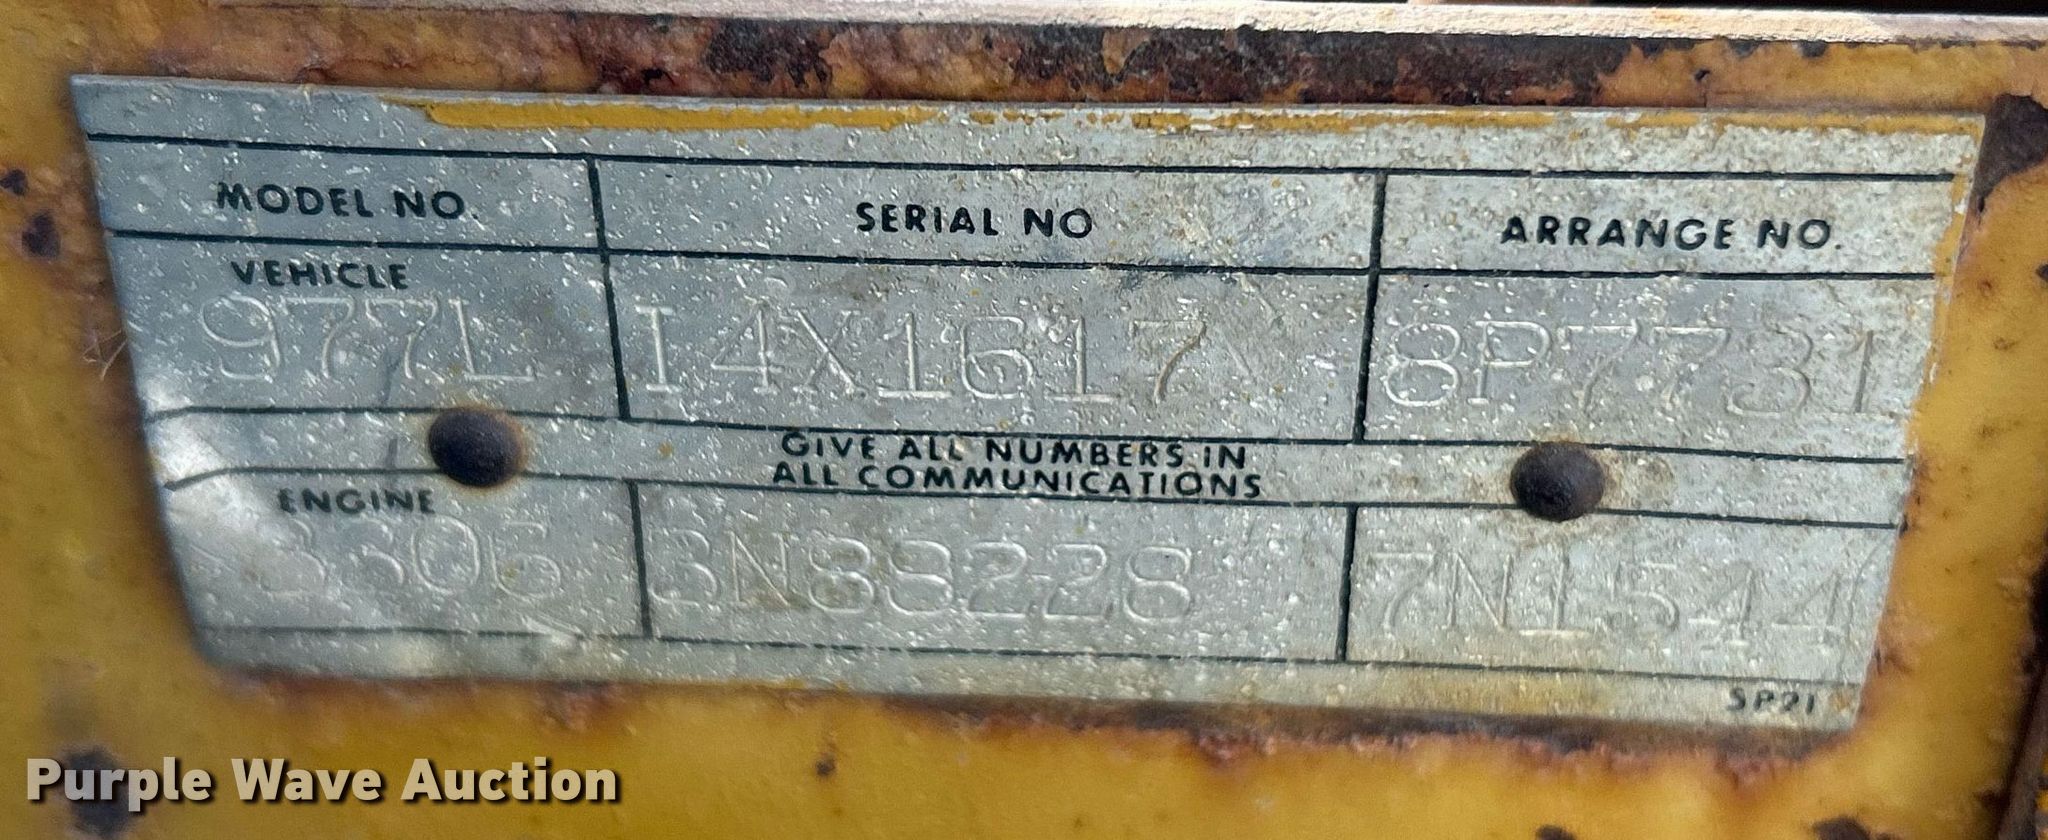 MODEL NO. SERIAL NO ARRANGE NO.
VEHICLE
977L 14X1617 8P7731
GIVE ALL NUMBERS IN
ALL COMMUNICATIONS
ENGINE
3306 3N88228 7N1544
SP21
Purple Wave Auction